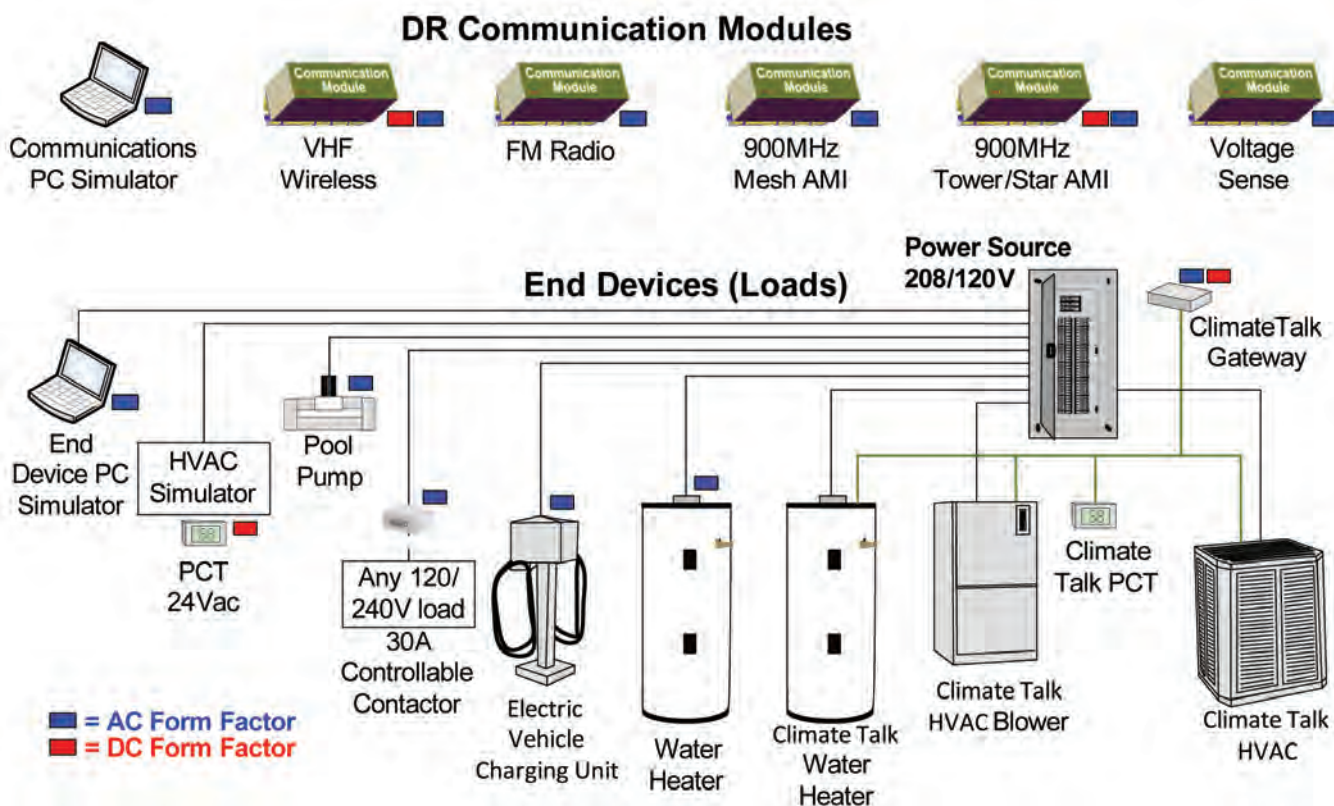 DR Communication Modules
Communication
Module
Communication
Module
Communication
Module
Communication
Module
Communication
Module
Communications
PC Simulator
VHF
Wireless
FM Radio
900MHz
Mesh AMI
900MHz
Tower/Star AMI
Voltage
Sense
End Devices (Loads)
Power Source
208/120V
ClimateTalk
Gateway
End
Device PC
Simulator
HVAC
Simulator
PCT
24Vac
Pool
Pump
Any 120/
240V load
30A
Controllable
Contactor
Electric
Vehicle
Charging Unit
Water
Heater
Climate Talk
Water
Heater
Climate Talk
HVAC Blower
Climate
Talk PCT
Climate Talk
HVAC
= AC Form Factor
= DC Form Factor